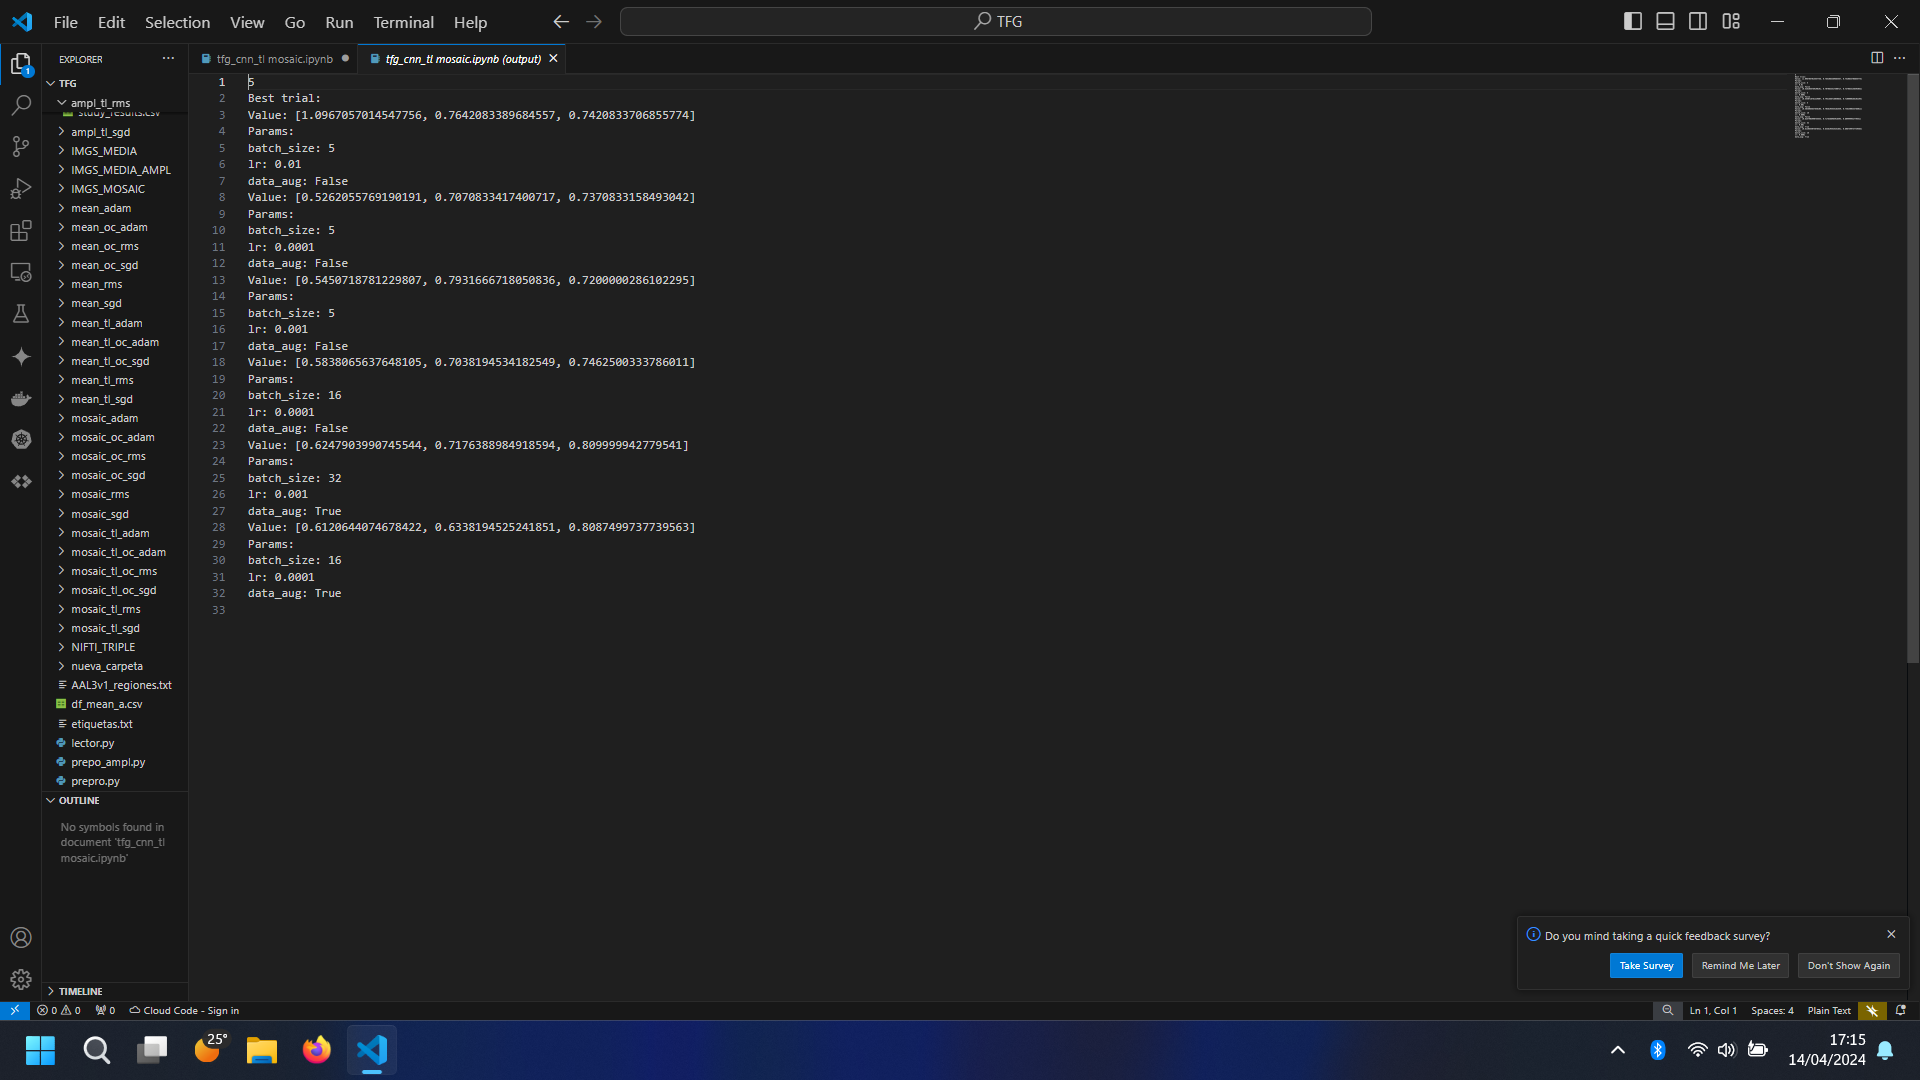 File Edit Selection View Go Run Terminal Help
TFG
EXPLORER
tfg_cnn_tl mosaic.ipynb
tfg_cnn_tl mosaic.ipynb (output)
TFG
ampl_tl_rms
study_results.csv
ampl_tl_sgd
IMGS_MEDIA
IMGS_MEDIA_AMPL
IMGS_MOSAIC
mean_adam
mean_oc_adam
mean_oc_rms
mean_oc_sgd
mean_rms
mean_sgd
mean_tl_adam
mean_tl_oc_adam
mean_tl_oc_sgd
mean_tl_rms
mean_tl_sgd
mosaic_adam
mosaic_oc_adam
mosaic_oc_rms
mosaic_oc_sgd
mosaic_rms
mosaic_sgd
mosaic_tl_adam
mosaic_tl_oc_adam
mosaic_tl_oc_rms
mosaic_tl_oc_sgd
mosaic_tl_rms
mosaic_tl_sgd
NIFTI_TRIPLE
nueva_carpeta
AAL3v1_regiones.txt
df_mean_a.csv
etiquetas.txt
lector.py
prepo_ampl.py
prepro.py
OUTLINE
No symbols found in
document 'tfg_cnn_tl
mosaic.ipynb'
TIMELINE
1 5
2 Best trial:
3 Value: [1.0967057014547756, 0.7642083389684557, 0.7420833706855774]
4 Params:
5 batch_size: 5
6 lr: 0.01
7 data_aug: False
8 Value: [0.5262055769190191, 0.7070833417400717, 0.7370833158493042]
9 Params:
10 batch_size: 5
11 lr: 0.0001
12 data_aug: False
13 Value: [0.5450718781229807, 0.7931666718050836, 0.7200000286102295]
14 Params:
15 batch_size: 5
16 lr: 0.001
17 data_aug: False
18 Value: [0.5838065637648105, 0.7038194534182549, 0.7462500333786011]
19 Params:
20 batch_size: 16
21 lr: 0.0001
22 data_aug: False
23 Value: [0.6247903990745544, 0.7176388984918594, 0.809999942779541]
24 Params:
25 batch_size: 32
26 lr: 0.001
27 data_aug: True
28 Value: [0.6120644074678422, 0.6338194525241851, 0.8087499737739563]
29 Params:
30 batch_size: 16
31 lr: 0.0001
32 data_aug: True
33
Do you mind taking a quick feedback survey?
Take Survey Remind Me Later Don't Show Again
0 0 0 Cloud Code - Sign in
Ln 1, Col 1 Spaces: 4 Plain Text
25°
17:15
14/04/2024